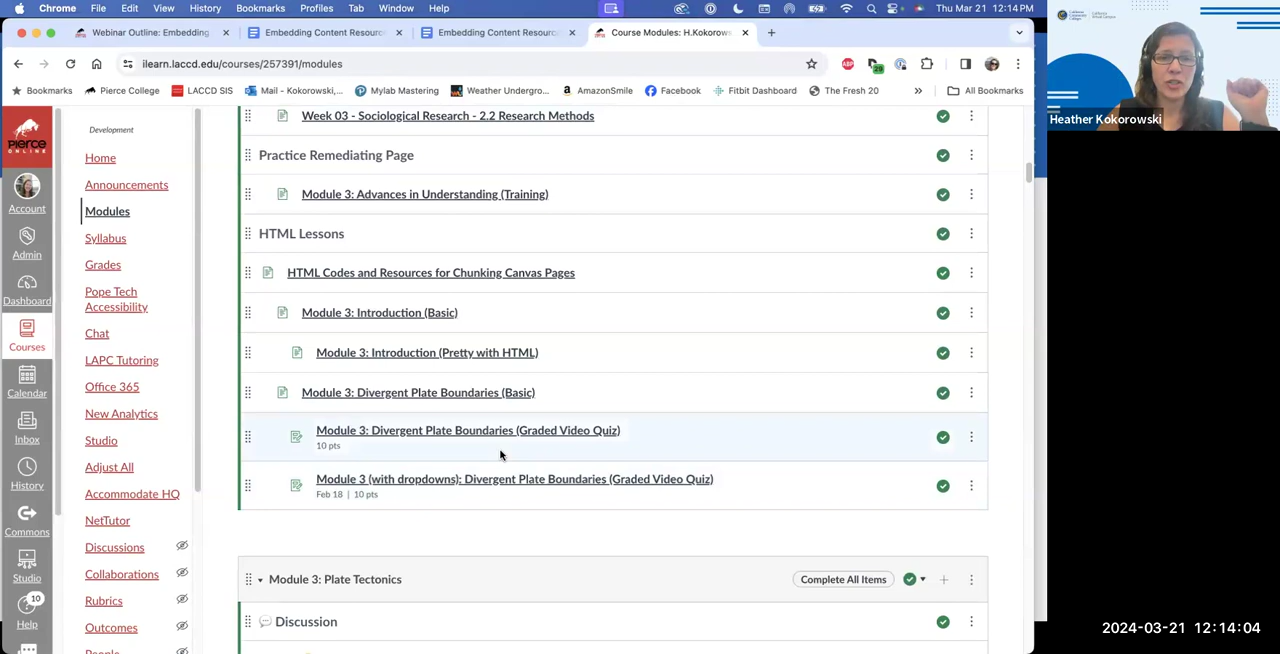 Chrome File Edit View History Bookmarks Profiles Tab Window Help
Thu Mar 21 12:14 PM
Webinar Outline: Embedding
Embedding Content Resourc
Embedding Content Resourc
Course Modules: H.Kokorows
ilearn.laccd.edu/courses/257391/modules
Bookmarks
Pierce College
LACCD SIS
Mail - Kokorowski,...
Mylab Mastering
Weather Undergro...
AmazonSmile
Facebook
Fitbit Dashboard
The Fresh 20
All Bookmarks
PIERCE
ONLINE
Account
Admin
Dashboard
Courses
Calendar
Inbox
History
Commons
Studio
10
Help
Development
Home
Announcements
Modules
Syllabus
Grades
Pope Tech
Accessibility
Chat
LAPC Tutoring
Office 365
New Analytics
Studio
Adjust All
Accommodate HQ
NetTutor
Discussions
Collaborations
Rubrics
Outcomes
People
Week 03 - Sociological Research - 2.2 Research Methods
Practice Remediating Page
Module 3: Advances in Understanding (Training)
HTML Lessons
HTML Codes and Resources for Chunking Canvas Pages
Module 3: Introduction (Basic)
Module 3: Introduction (Pretty with HTML)
Module 3: Divergent Plate Boundaries (Basic)
Module 3: Divergent Plate Boundaries (Graded Video Quiz)
10 pts
Module 3 (with dropdowns): Divergent Plate Boundaries (Graded Video Quiz)
Feb 18 | 10 pts
Module 3: Plate Tectonics
Complete All Items
Discussion
Heather Kokorowski
2024-03-21 12:14:04